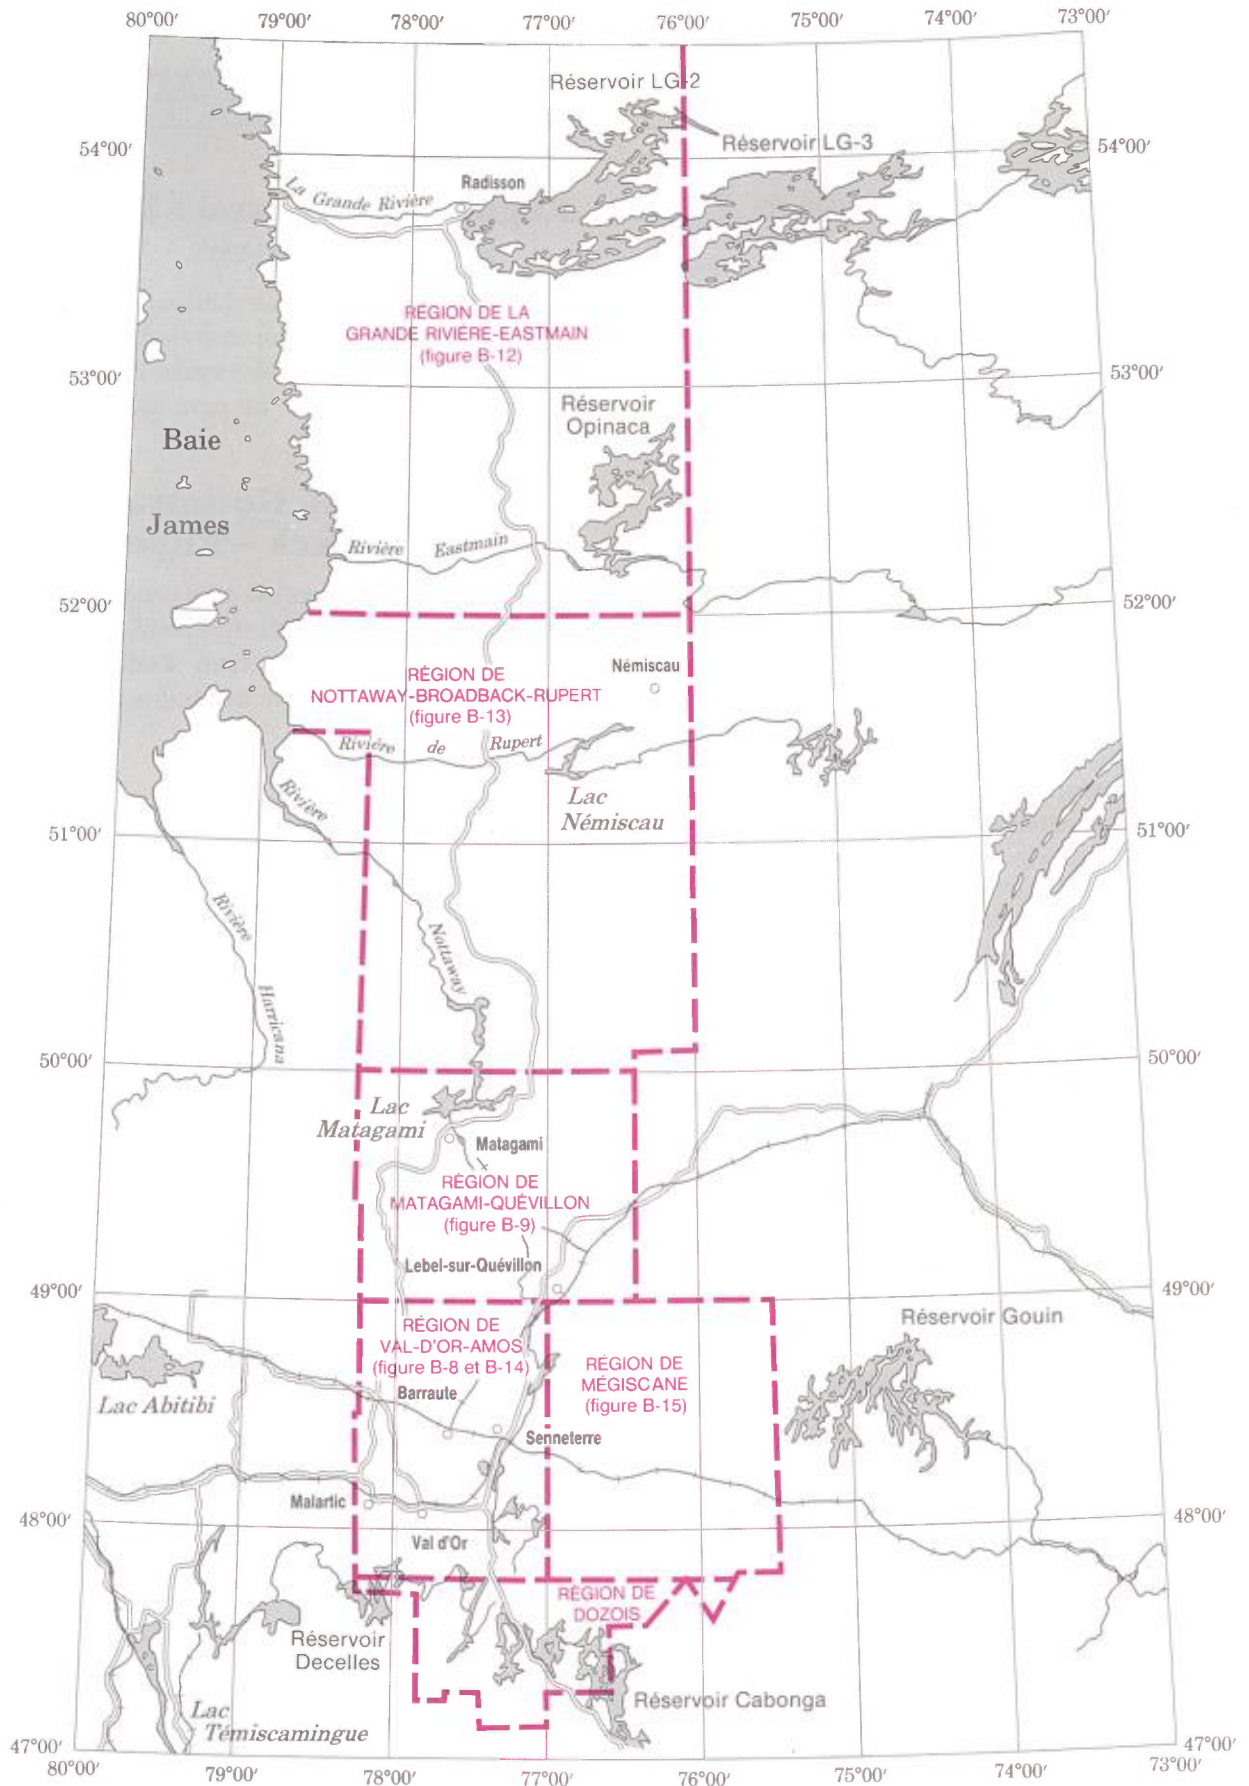 80°00′ 79°00′ 78°00′ 77°00′ 76°00′ 75°00′ 74°00′ 73°00′
Réservoir LG-2
Réservoir LG-3
54°00′
54°00′
Radisson
La Grande Rivière
RÉGION DE LA
GRANDE RIVIÈRE-EASTMAIN
(figure B-12)
53°00′
53°00′
Réservoir
Opinaca
Baie
James
Rivière Eastmain
52°00′
52°00′
Némiscau
RÉGION DE
NOTTAWAY-BROADBACK-RUPERT
(figure B-13)
Rivière de Rupert
Lac
Némiscau
Rivière
Nottaway
51°00′
51°00′
Rivière
Harricana
50°00′
50°00′
Lac
Matagami
Matagami
RÉGION DE
MATAGAMI-QUÉVILLON
(figure B-9)
Lebel-sur-Quévillon
49°00′
49°00′
Réservoir Gouin
RÉGION DE
VAL-D'OR-AMOS
(figure B-8 et B-14)
RÉGION DE
MÉGISCANE
(figure B-15)
Barraute
Lac Abitibi
Senneterre
Malartic
48°00′
48°00′
Val d'Or
RÉGION DE
DOZOIS
Réservoir
Decelles
Réservoir Cabonga
Lac
Témiscamingue
47°00′
47°00′
80°00′ 79°00′ 78°00′ 77°00′ 76°00′ 75°00′ 74°00′ 73°00′